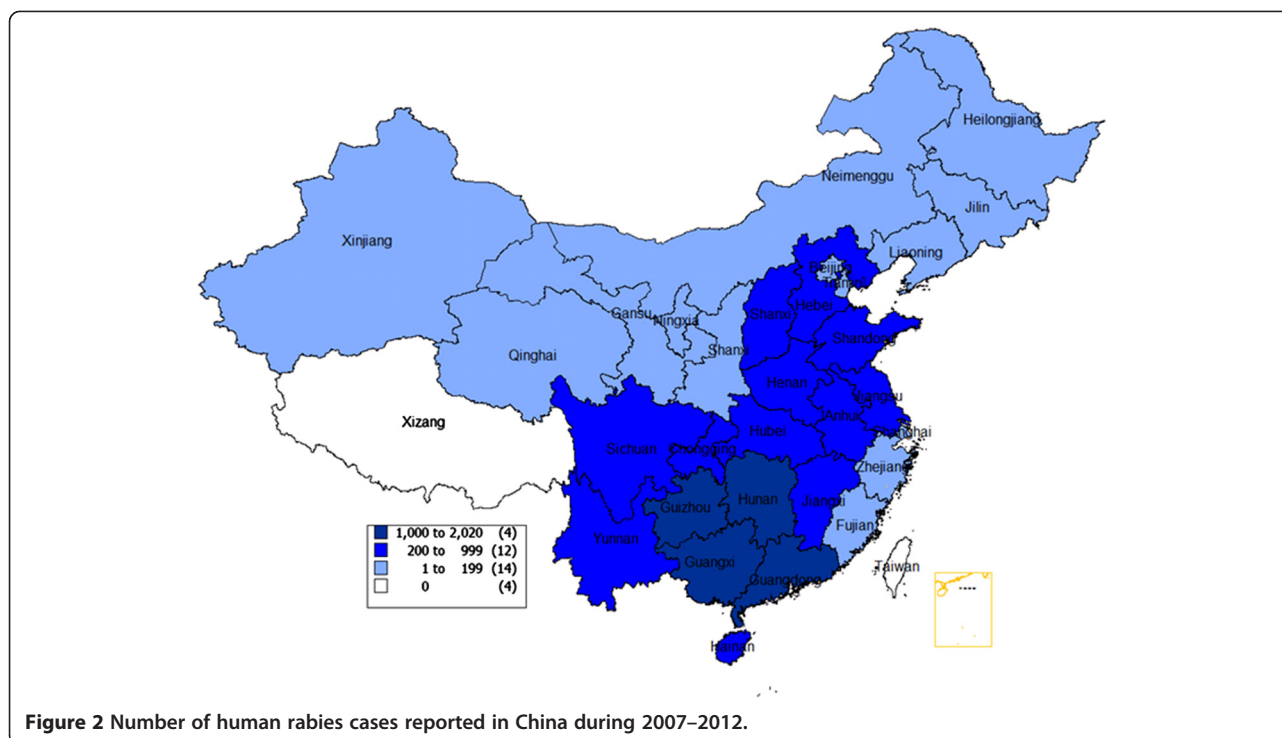 Heilongjiang
Neimenggu
Jilin
Xinjiang
Liaoning
Beijing
Tianjin
Hebei
Gansu
Ningxia
Shanxi
Shanxi
Shandong
Qinghai
Henan
Jiangsu
Anhui
Xizang
Hubei
Shanghai
Sichuan
Chongqing
Zhejiang
Guizhou
Hunan
Jiangxi
Fujian
Yunnan
Guangxi
Taiwan
Guangdong
Hainan
1,000 to 2,020 (4)
200 to 999 (12)
1 to 199 (14)
0 (4)
Figure 2 Number of human rabies cases reported in China during 2007–2012.